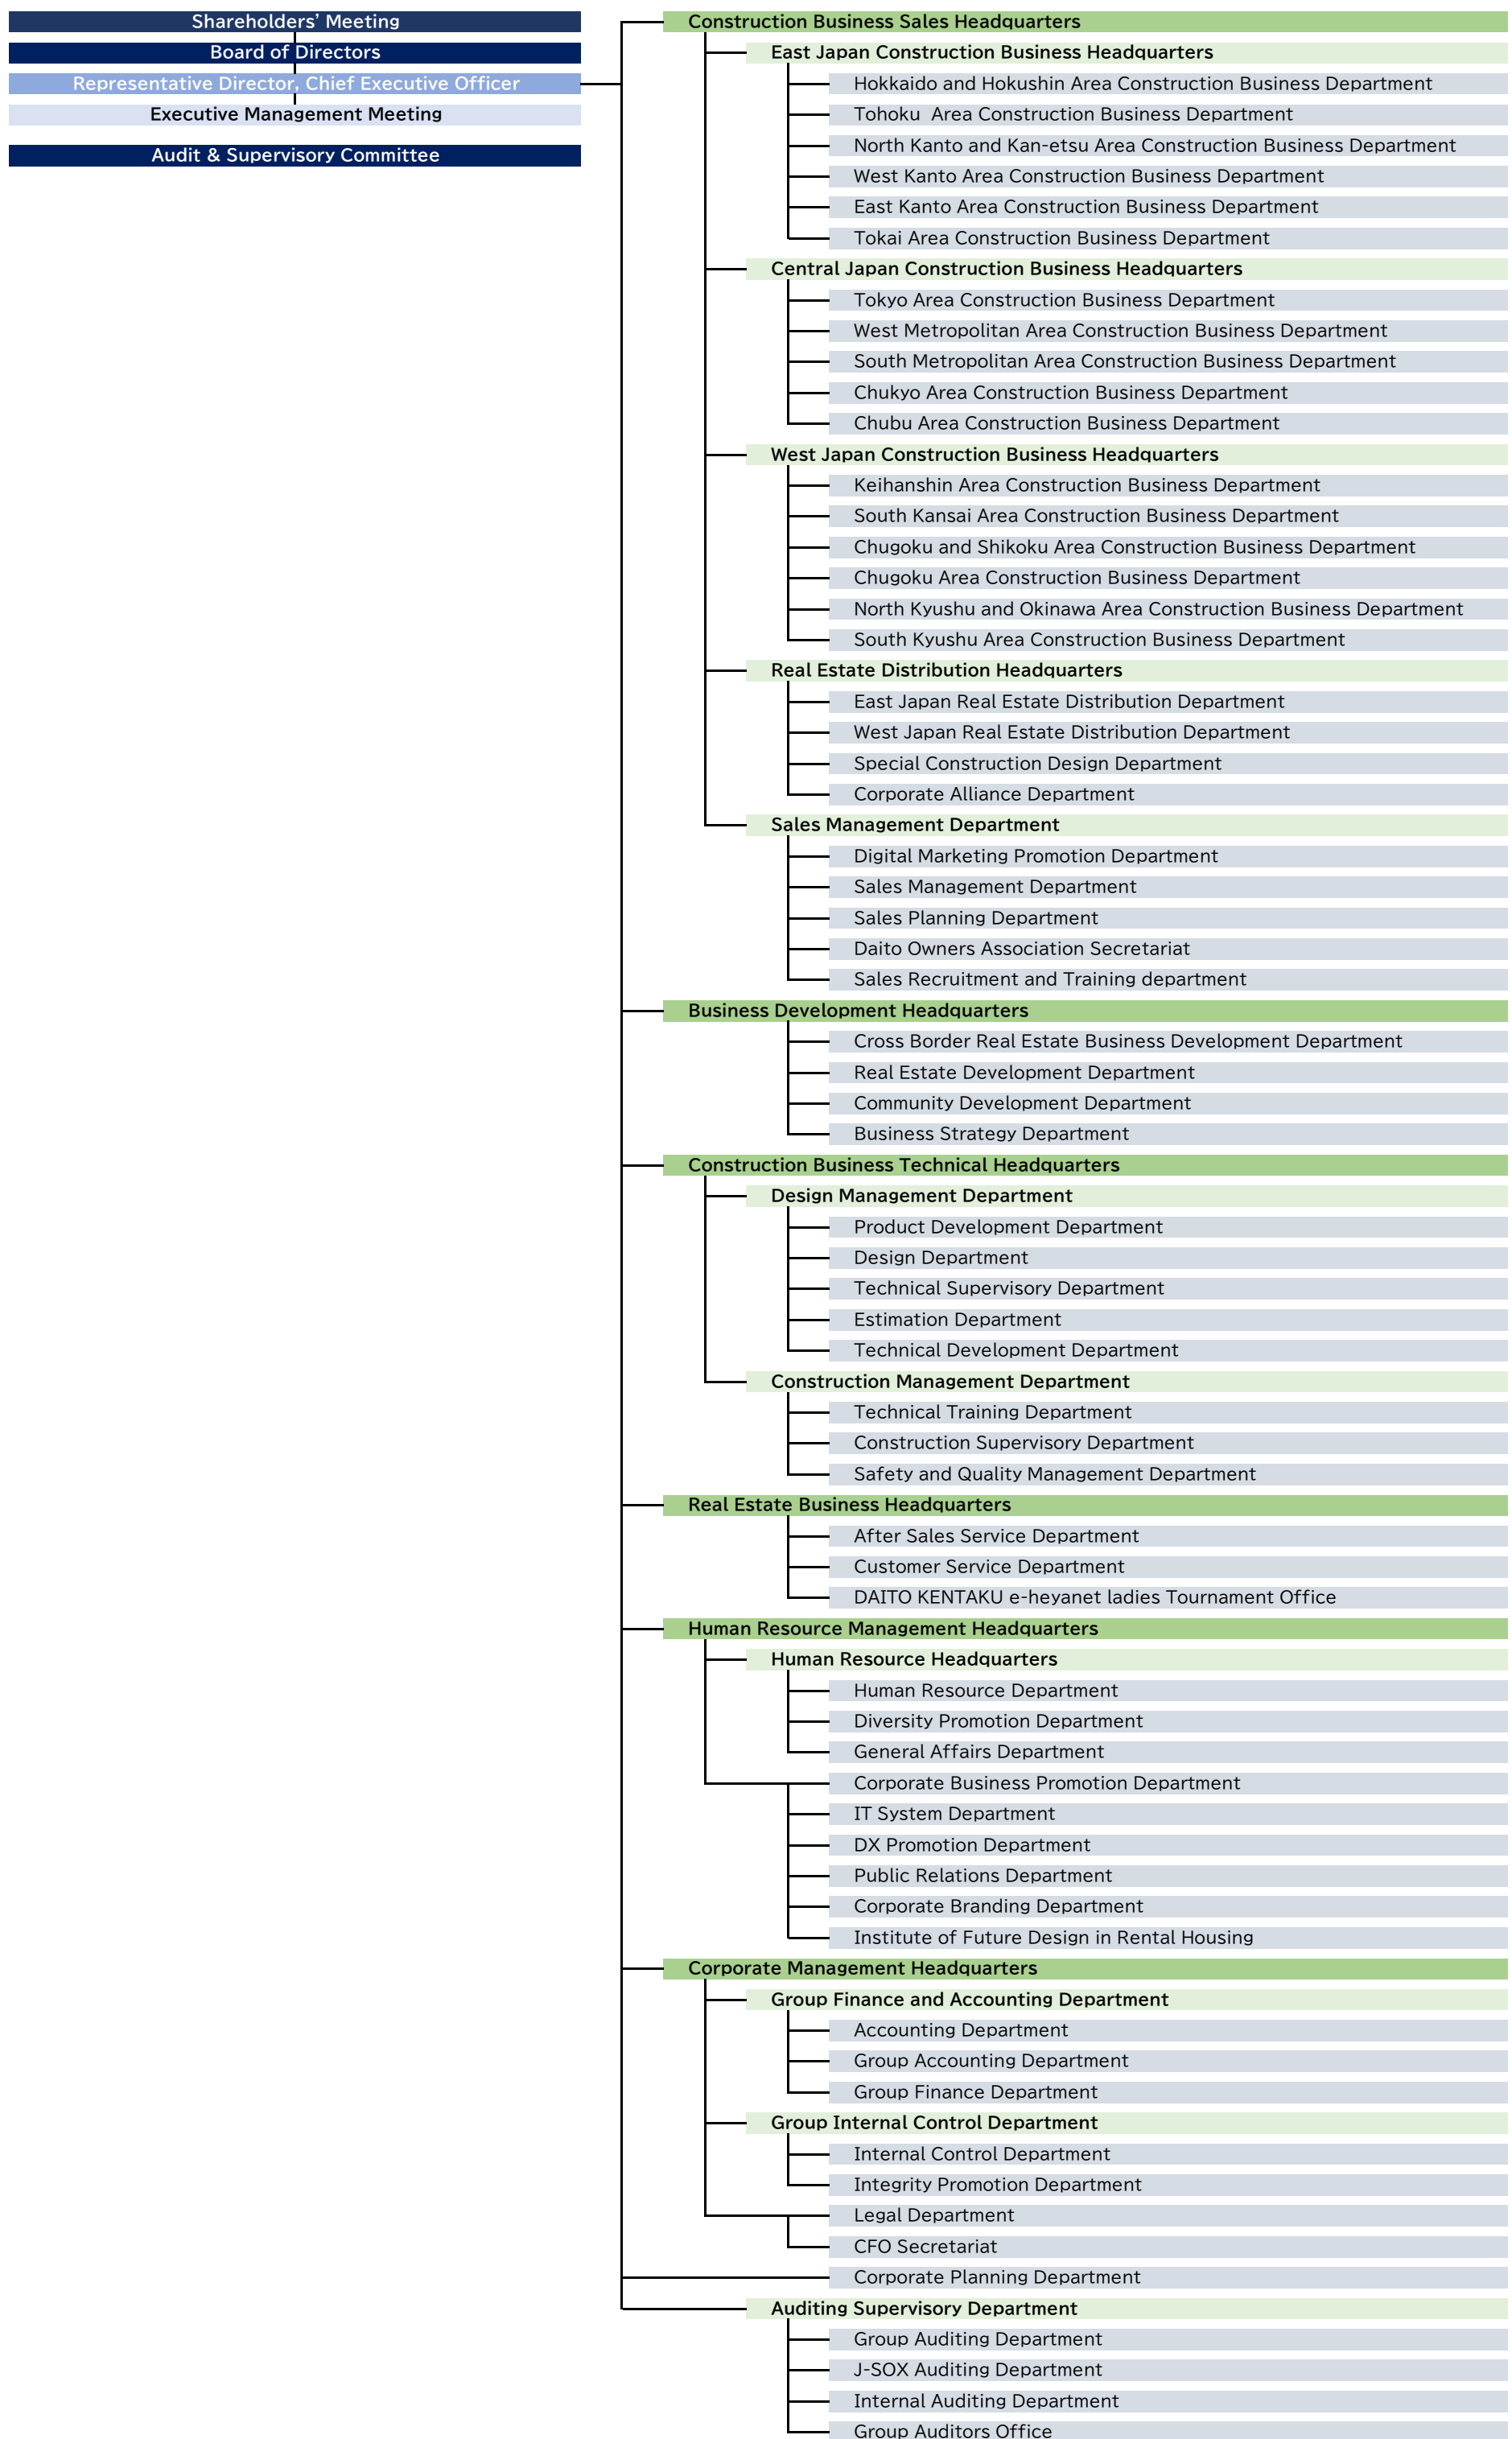 Shareholders’ Meeting
Board of Directors
Representative Director, Chief Executive Officer
Executive Management Meeting
Audit & Supervisory Committee
Construction Business Sales Headquarters
East Japan Construction Business Headquarters
Hokkaido and Hokushin Area Construction Business Department
Tohoku  Area Construction Business Department
North Kanto and Kan-etsu Area Construction Business Department
West Kanto Area Construction Business Department
East Kanto Area Construction Business Department
Tokai Area Construction Business Department
Central Japan Construction Business Headquarters
Tokyo Area Construction Business Department
West Metropolitan Area Construction Business Department
South Metropolitan Area Construction Business Department
Chukyo Area Construction Business Department
Chubu Area Construction Business Department
West Japan Construction Business Headquarters
Keihanshin Area Construction Business Department
South Kansai Area Construction Business Department
Chugoku and Shikoku Area Construction Business Department
Chugoku Area Construction Business Department
North Kyushu and Okinawa Area Construction Business Department
South Kyushu Area Construction Business Department
Real Estate Distribution Headquarters
East Japan Real Estate Distribution Department
West Japan Real Estate Distribution Department
Special Construction Design Department
Corporate Alliance Department
Sales Management Department
Digital Marketing Promotion Department
Sales Management Department
Sales Planning Department
Daito Owners Association Secretariat
Sales Recruitment and Training department
Business Development Headquarters
Cross Border Real Estate Business Development Department
Real Estate Development Department
Community Development Department
Business Strategy Department
Construction Business Technical Headquarters
Design Management Department
Product Development Department
Design Department
Technical Supervisory Department
Estimation Department
Technical Development Department
Construction Management Department
Technical Training Department
Construction Supervisory Department
Safety and Quality Management Department
Real Estate Business Headquarters
After Sales Service Department
Customer Service Department
DAITO KENTAKU e-heyanet ladies Tournament Office
Human Resource Management Headquarters
Human Resource Headquarters
Human Resource Department
Diversity Promotion Department
General Affairs Department
Corporate Business Promotion Department
IT System Department
DX Promotion Department
Public Relations Department
Corporate Branding Department
Institute of Future Design in Rental Housing
Corporate Management Headquarters
Group Finance and Accounting Department
Accounting Department
Group Accounting Department
Group Finance Department
Group Internal Control Department
Internal Control Department
Integrity Promotion Department
Legal Department
CFO Secretariat
Corporate Planning Department
Auditing Supervisory Department
Group Auditing Department
J-SOX Auditing Department
Internal Auditing Department
Group Auditors Office